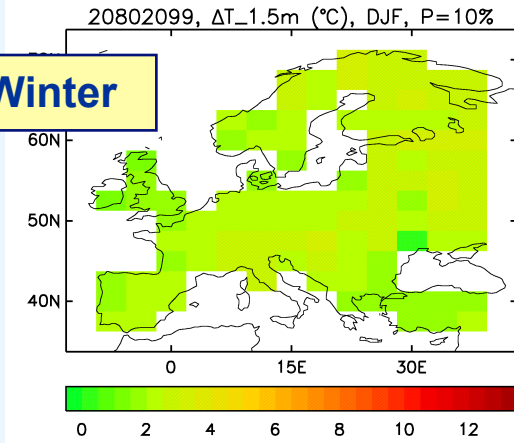 20802099, ΔT_1.5m (°C), DJF, P=10%
Winter
60N
50N
40N
0 15E 30E
0 2 4 6 8 10 12